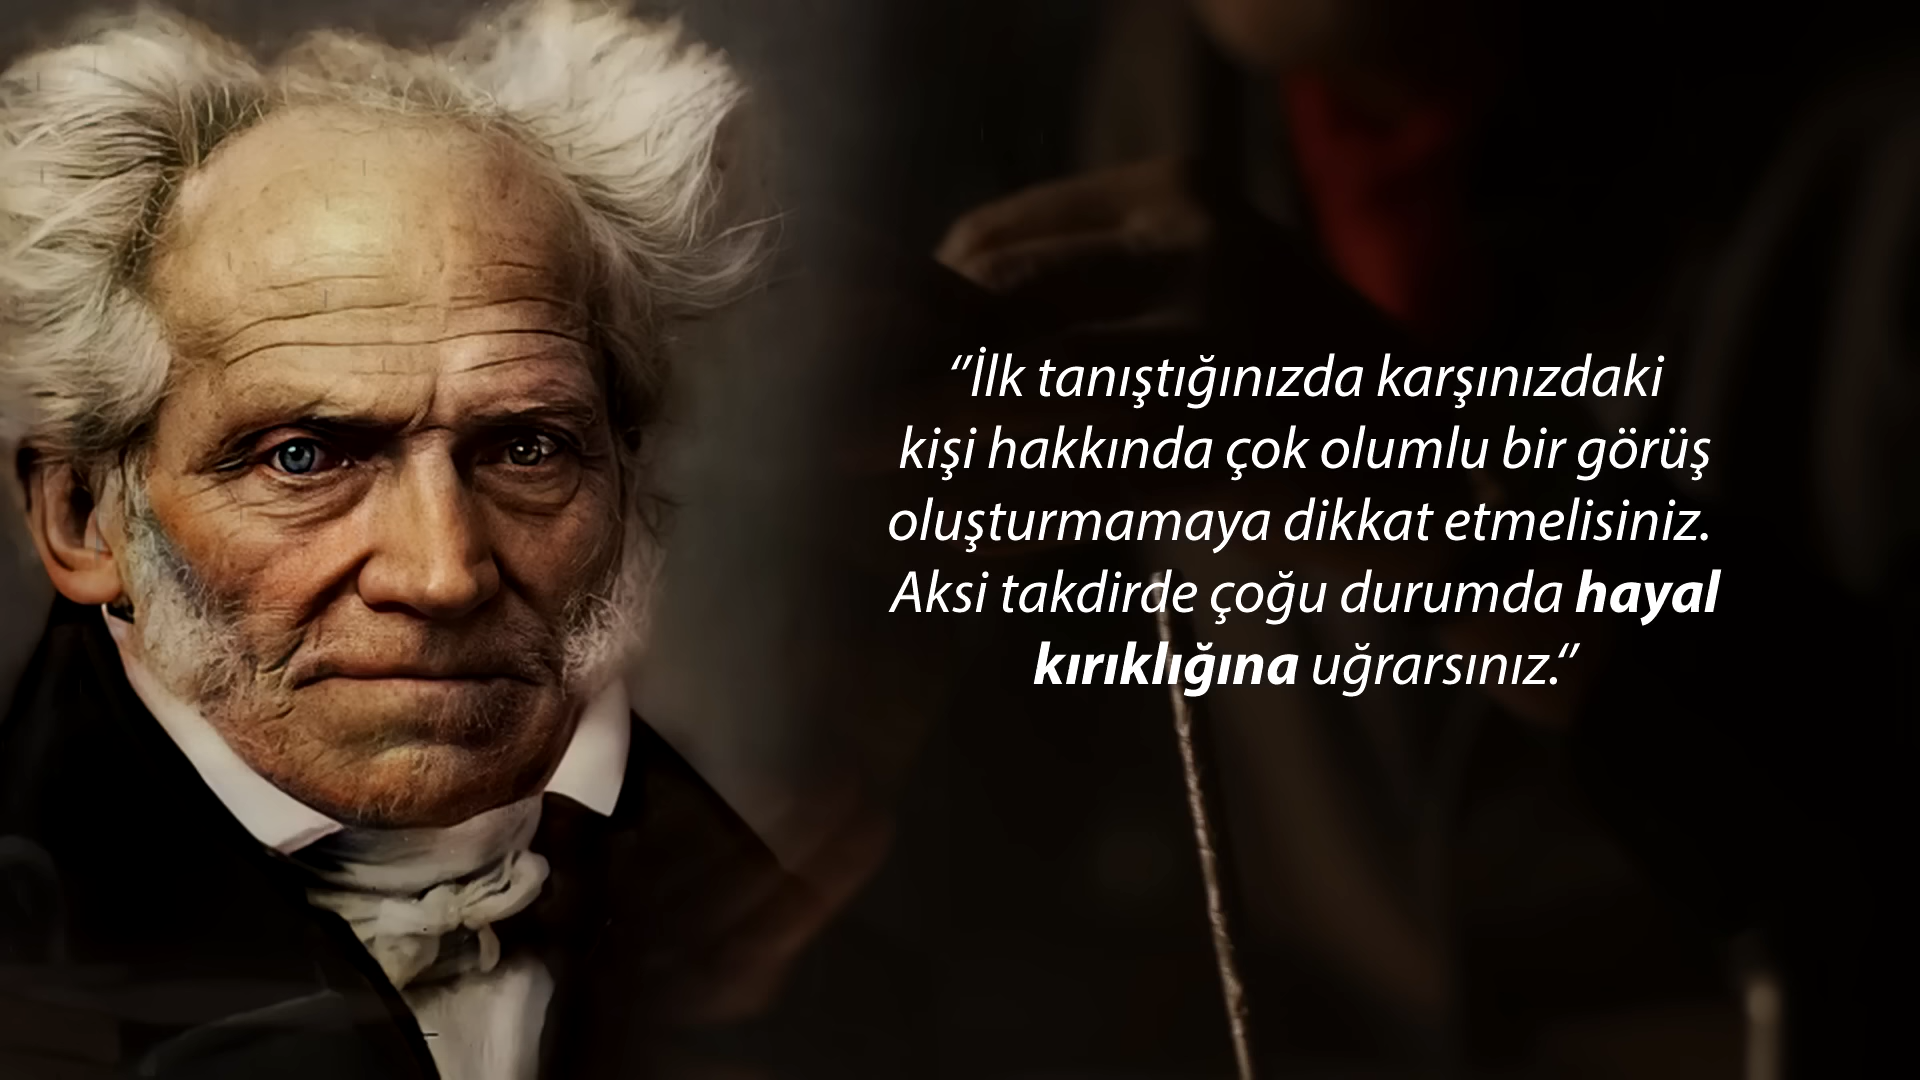 “İlk tanıştığınızda karşınızdaki
kişi hakkında çok olumlu bir görüş
oluşturmamaya dikkat etmelisiniz.
Aksi takdirde çoğu durumda hayal
kırıklığına uğrarsınız.“